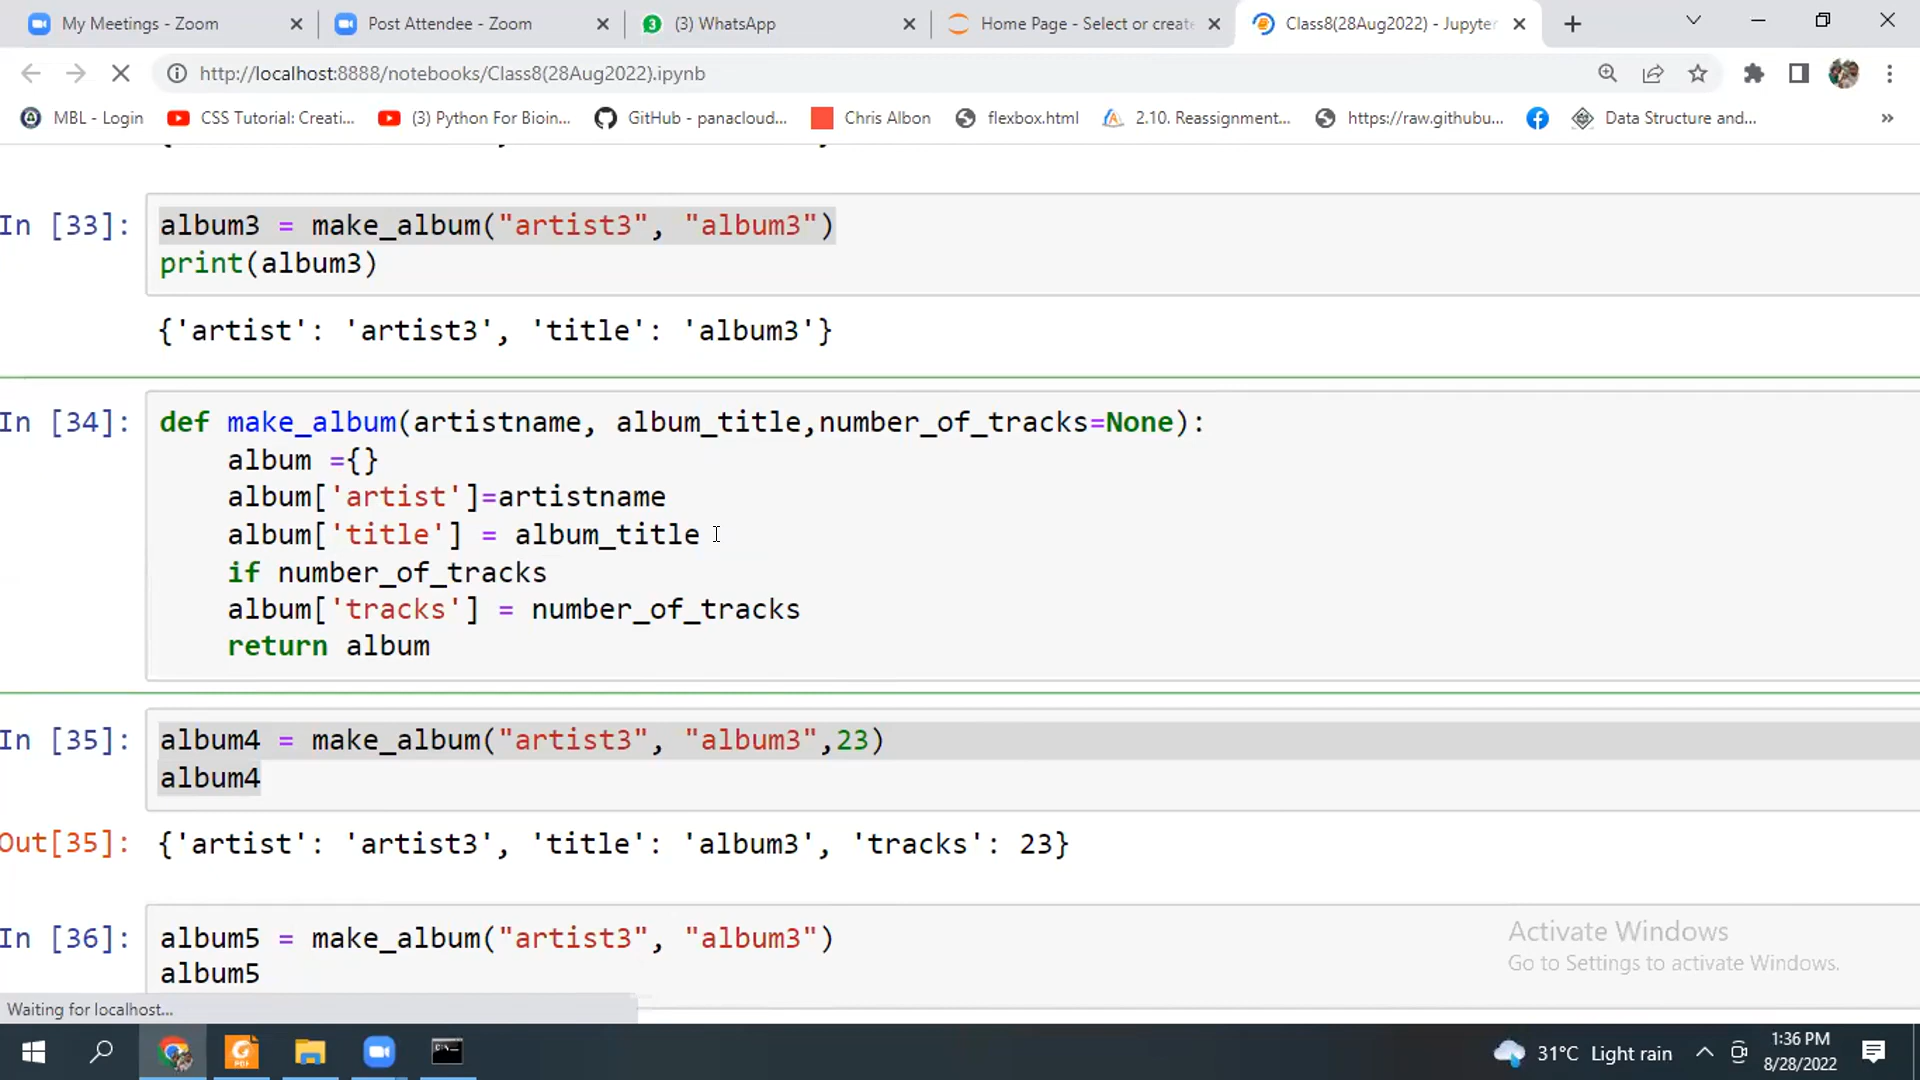 My Meetings - Zoom
Post Attendee - Zoom
(3) WhatsApp
Home Page - Select or create
Class8(28Aug2022) - Jupyter
http://localhost:8888/notebooks/Class8(28Aug2022).ipynb
MBL - Login
CSS Tutorial: Creati...
(3) Python For Bioin...
GitHub - panacloud...
Chris Albon
flexbox.html
2.10. Reassignment...
https://raw.githubu...
Data Structure and...
»
In [33]:
album3 = make_album("artist3", "album3")
print(album3)
{'artist': 'artist3', 'title': 'album3'}
In [34]:
def make_album(artistname, album_title,number_of_tracks=None):
album ={}
album['artist']=artistname
album['title'] = album_title
if number_of_tracks
album['tracks'] = number_of_tracks
return album
In [35]:
album4 = make_album("artist3", "album3",23)
album4
Out[35]:
{'artist': 'artist3', 'title': 'album3', 'tracks': 23}
In [36]:
album5 = make_album("artist3", "album3")
album5
Activate Windows
Go to Settings to activate Windows.
Waiting for localhost...
31°C Light rain
1:36 PM
8/28/2022